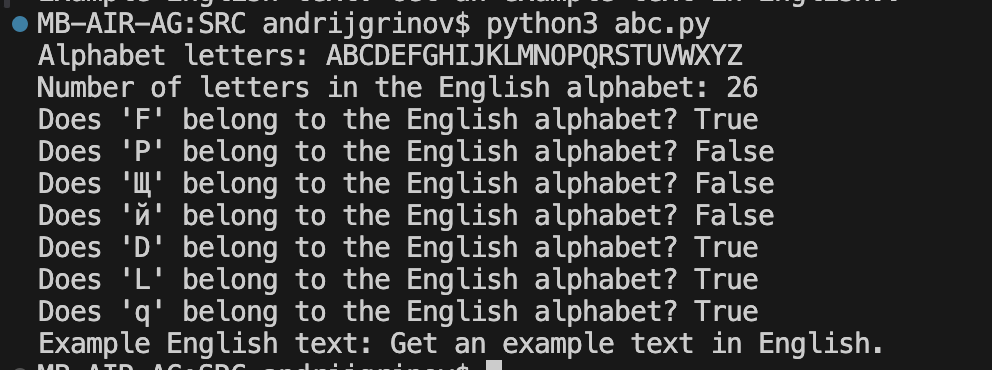 MB-AIR-AG:SRC andrijgrinov$ python3 abc.py
Alphabet letters: ABCDEFGHIJKLMNOPQRSTUVWXYZ
Number of letters in the English alphabet: 26
Does 'F' belong to the English alphabet? True
Does 'Р' belong to the English alphabet? False
Does 'Щ' belong to the English alphabet? False
Does 'й' belong to the English alphabet? False
Does 'D' belong to the English alphabet? True
Does 'L' belong to the English alphabet? True
Does 'q' belong to the English alphabet? True
Example English text: Get an example text in English.
MB-AIR-AG:SRC andrijgrinov$